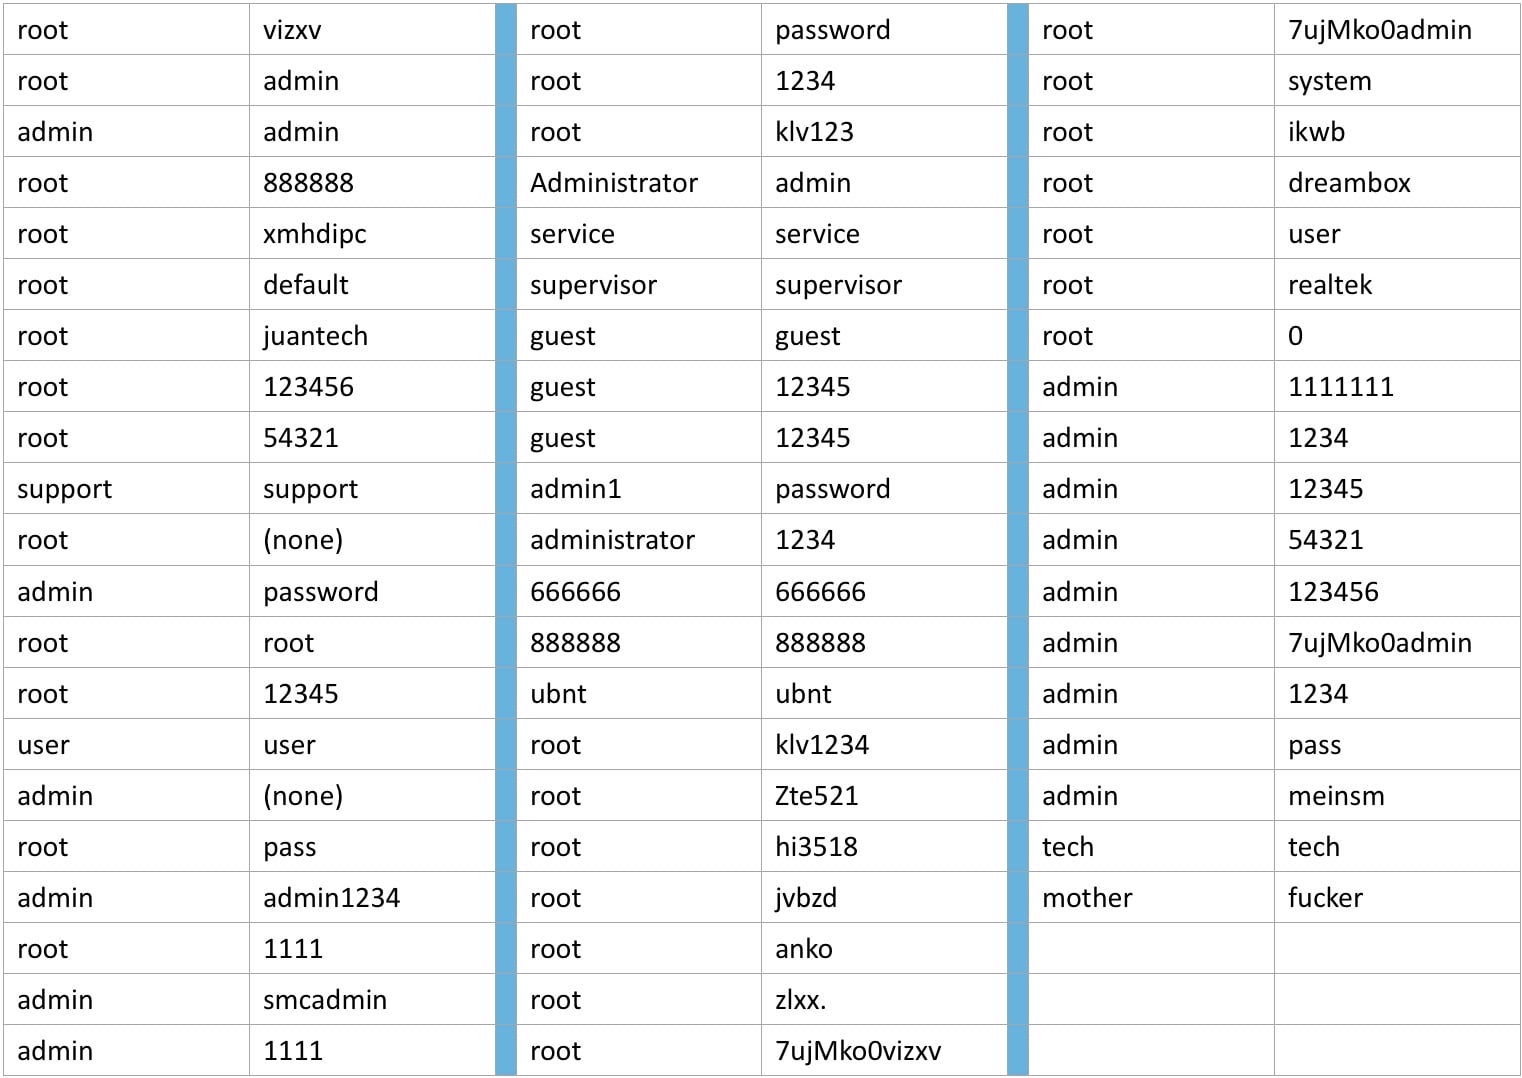 root vizxv root password root 7ujMko0admin
root admin root 1234 root system
admin admin root klv123 root ikwb
root 888888 Administrator admin root dreambox
root xmhdipc service service root user
root default supervisor supervisor root realtek
root juantech guest guest root 0
root 123456 guest 12345 admin 1111111
root 54321 guest 12345 admin 1234
support support admin1 password admin 12345
root (none) administrator 1234 admin 54321
admin password 666666 666666 admin 123456
root root 888888 888888 admin 7ujMko0admin
root 12345 ubnt ubnt admin 1234
user user root klv1234 admin pass
admin (none) root Zte521 admin meinsm
root pass root hi3518 tech tech
admin admin1234 root jvbzd mother fucker
root 1111 root anko
admin smcadmin root zlxx.
admin 1111 root 7ujMko0vizxv